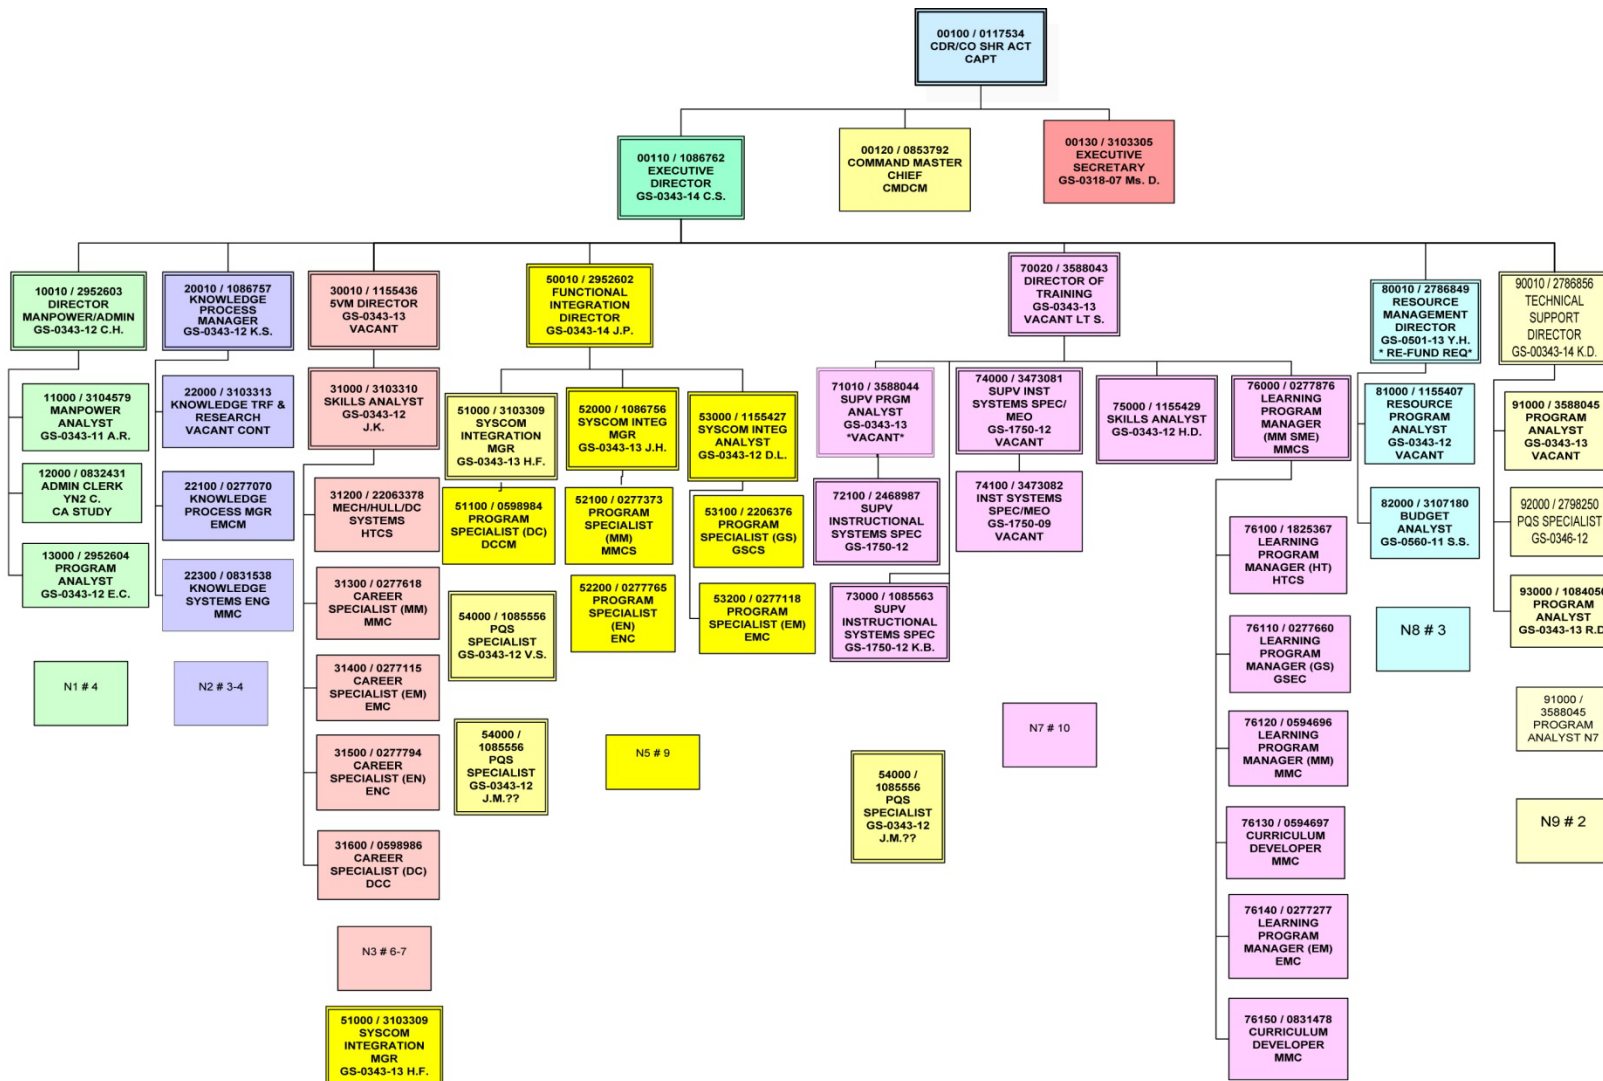 00100 / 0117534
CDR/CO SHR ACT
CAPT
00110 / 1086762
EXECUTIVE
DIRECTOR
GS-0343-14 C.S.
00120 / 0853792
COMMAND MASTER
CHIEF
CMDCM
00130 / 3103305
EXECUTIVE
SECRETARY
GS-0318-07 Ms. D.
10010 / 2952603
DIRECTOR
MANPOWER/ADMIN
GS-0343-12 C.H.
11000 / 3104579
MANPOWER
ANALYST
GS-0343-11 A.R.
12000 / 0832431
ADMIN CLERK
YN2 C.
CA STUDY
13000 / 2952604
PROGRAM
ANALYST
GS-0343-12 E.C.
N1 # 4
20010 / 1086757
KNOWLEDGE
PROCESS
MANAGER
GS-0343-12 K.S.
22000 / 3103313
KNOWLEDGE TRF &
RESEARCH
VACANT CONT
22100 / 0277070
KNOWLEDGE
PROCESS MGR
EMCM
22300 / 0831538
KNOWLEDGE
SYSTEMS ENG
MMC
N2 # 3-4
30010 / 1155436
5VM DIRECTOR
GS-0343-13
VACANT
31000 / 3103310
SKILLS ANALYST
GS-0343-12
J.K.
31200 / 22063378
MECH/HULL/DC
SYSTEMS
HTCS
31300 / 0277618
CAREER
SPECIALIST (MM)
MMC
31400 / 0277115
CAREER
SPECIALIST (EM)
EMC
31500 / 0277794
CAREER
SPECIALIST (EN)
ENC
31600 / 0598986
CAREER
SPECIALIST (DC)
DCC
N3 # 6-7
51000 / 3103309
SYSCOM
INTEGRATION
MGR
GS-0343-13 H.F.
50010 / 2952602
FUNCTIONAL
INTEGRATION
DIRECTOR
GS-0343-14 J.P.
51000 / 3103309
SYSCOM
INTEGRATION
MGR
GS-0343-13 H.F.
51100 / 0598984
PROGRAM
SPECIALIST (DC)
DCCM
54000 / 1085556
PQS
SPECIALIST
GS-0343-12 V.S.
54000 /
1085556
PQS
SPECIALIST
GS-0343-12
J.M.??
52000 / 1086756
SYSCOM INTEG
MGR
GS-0343-13 J.H.
52100 / 0277373
PROGRAM
SPECIALIST
(MM)
MMCS
52200 / 0277765
PROGRAM
SPECIALIST
(EN)
ENC
N5 # 9
53000 / 1155427
SYSCOM INTEG
ANALYST
GS-0343-12 D.L.
53100 / 2206376
PROGRAM
SPECIALIST (GS)
GSCS
53200 / 0277118
PROGRAM
SPECIALIST (EM)
EMC
70020 / 3588043
DIRECTOR OF
TRAINING
GS-0343-13
VACANT LT S.
71010 / 3588044
SUPV PRGM
ANALYST
GS-0343-13
*VACANT*
72100 / 2468987
SUPV
INSTRUCTIONAL
SYSTEMS SPEC
GS-1750-12
73000 / 1085563
SUPV
INSTRUCTIONAL
SYSTEMS SPEC
GS-1750-12 K.B.
54000 /
1085556
PQS
SPECIALIST
GS-0343-12
J.M.??
74000 / 3473081
SUPV INST
SYSTEMS SPEC/
MEO
GS-1750-12
VACANT
74100 / 3473082
INST SYSTEMS
SPEC/MEO
GS-1750-09
VACANT
N7 # 10
75000 / 1155429
SKILLS ANALYST
GS-0343-12 H.D.
76000 / 0277876
LEARNING
PROGRAM
MANAGER
(MM SME)
MMCS
76100 / 1825367
LEARNING
PROGRAM
MANAGER (HT)
HTCS
76110 / 0277660
LEARNING
PROGRAM
MANAGER (GS)
GSEC
76120 / 0594696
LEARNING
PROGRAM
MANAGER (MM)
MMC
76130 / 0594697
CURRICULUM
DEVELOPER
MMC
76140 / 0277277
LEARNING
PROGRAM
MANAGER (EM)
EMC
76150 / 0831478
CURRICULUM
DEVELOPER
MMC
80010 / 2786849
RESOURCE
MANAGEMENT
DIRECTOR
GS-0501-13 Y.H.
* RE-FUND REQ*
81000 / 1155407
RESOURCE
PROGRAM
ANALYST
GS-0343-12
VACANT
82000 / 3107180
BUDGET
ANALYST
GS-0560-11 S.S.
N8 # 3
90010 / 2786856
TECHNICAL
SUPPORT
DIRECTOR
GS-00343-14 K.D.
91000 / 3588045
PROGRAM
ANALYST
GS-0343-13
VACANT
92000 / 2798250
PQS SPECIALIST
GS-0346-12
93000 / 1084056
PROGRAM
ANALYST
GS-0343-13 R.D
91000 /
3588045
PROGRAM
ANALYST N7
N9 # 2